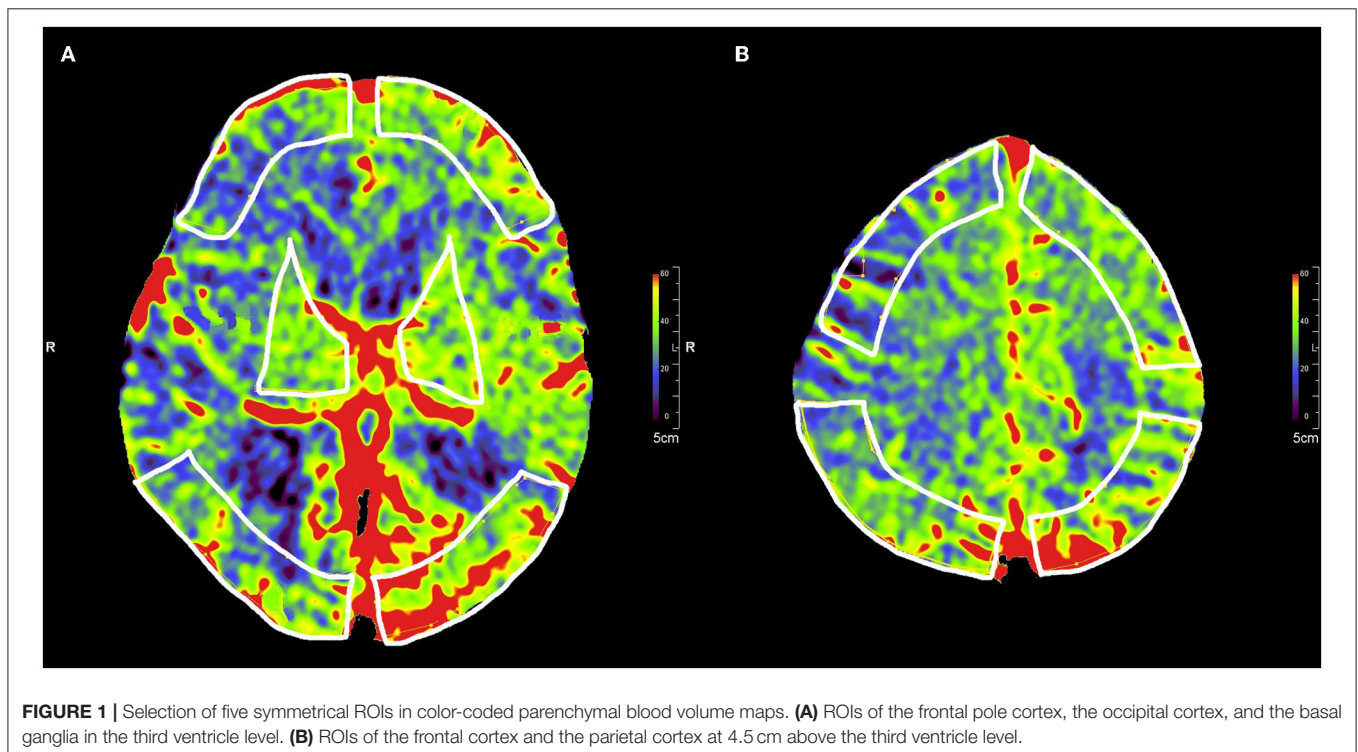 A
B
R
60
40
L-
20
0
5cm
R
60
40
L-
20
0
5cm
FIGURE 1 | Selection of five symmetrical ROIs in color-coded parenchymal blood volume maps. (A) ROIs of the frontal pole cortex, the occipital cortex, and the basal
ganglia in the third ventricle level. (B) ROIs of the frontal cortex and the parietal cortex at 4.5 cm above the third ventricle level.